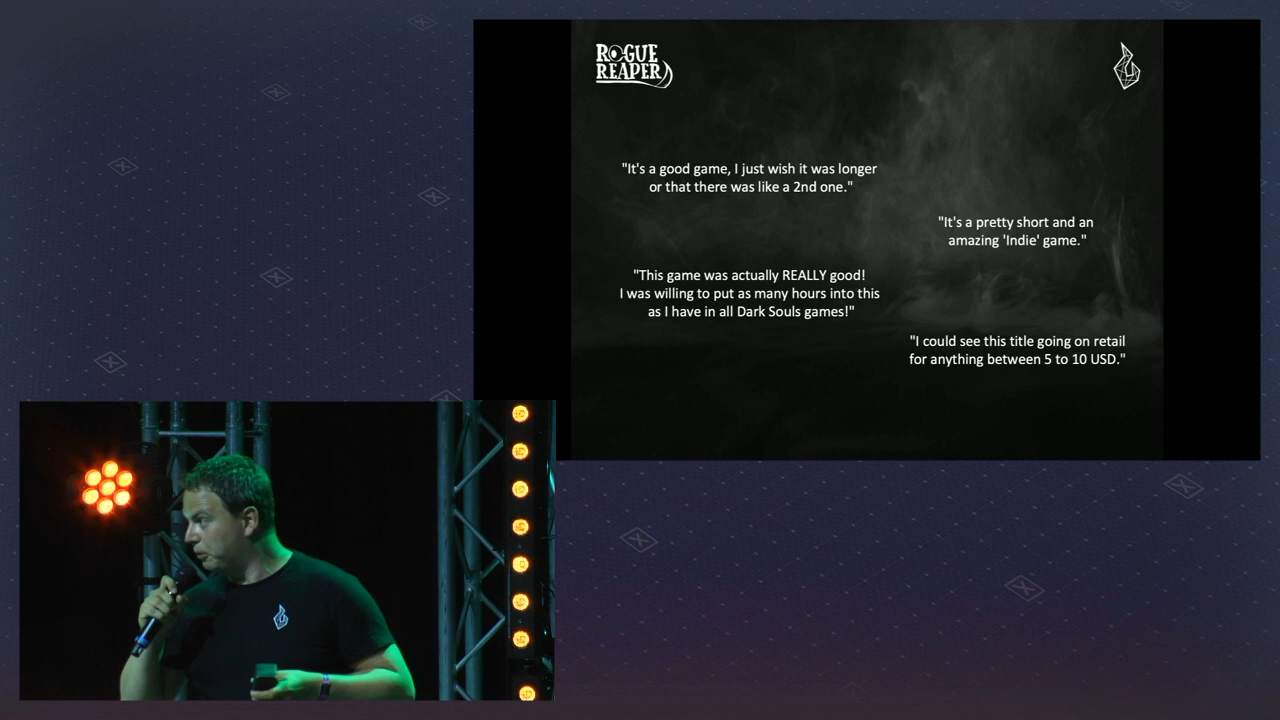 ROGUE
REAPER
"It's a good game, I just wish it was longer
or that there was like a 2nd one."
"It's a pretty short and an
amazing 'Indie' game."
"This game was actually REALLY good!
I was willing to put as many hours into this
as I have in all Dark Souls games!"
"I could see this title going on retail
for anything between 5 to 10 USD."